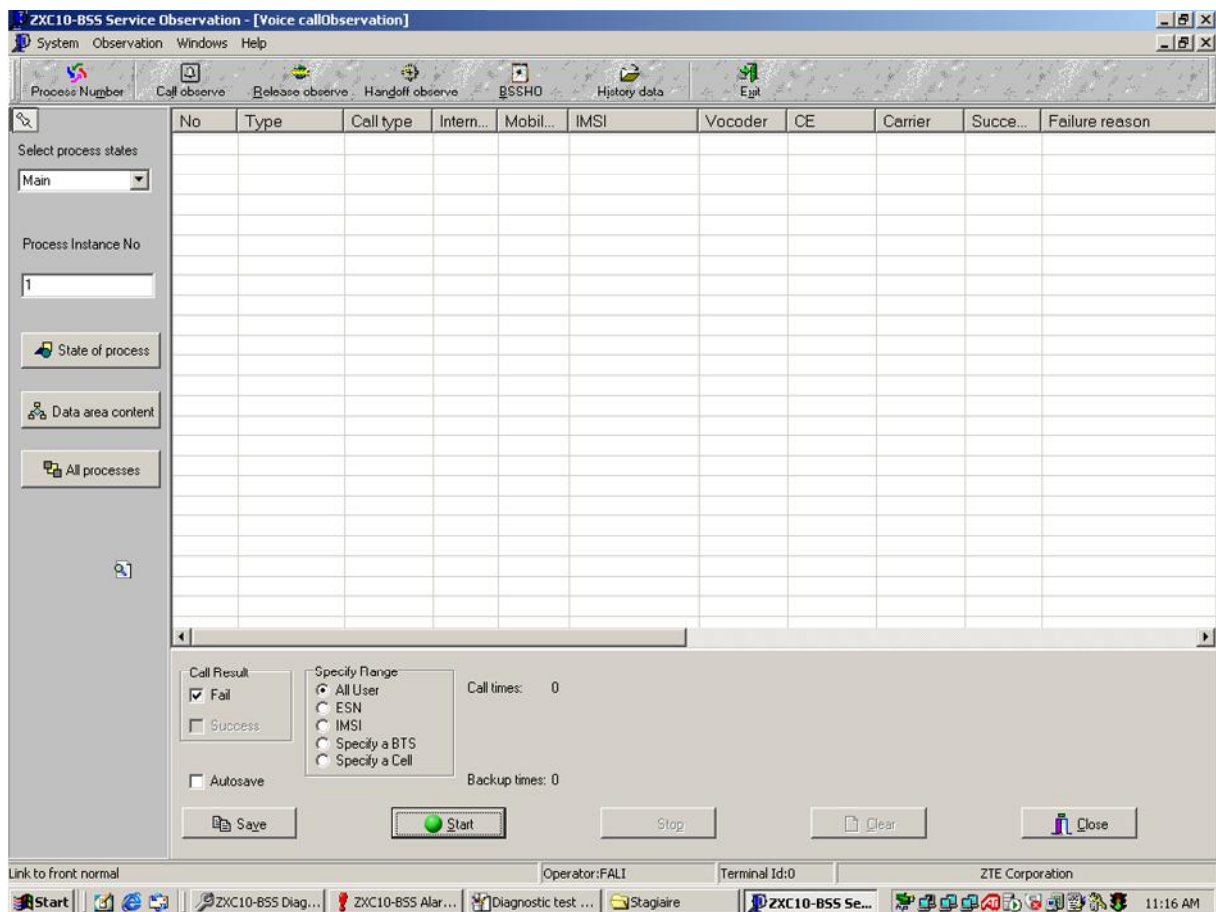 ZXC10-BSS Service Observation - [Voice callObservation]
System Observation Windows Help
Process Number Call observe Release observe Handoff observe BSSHO History data Exit
No Type Call type Intern... Mobil... IMSI Vocoder CE Carrier Succe... Failure reason
Select process states
Main
Process Instance No
1
State of process
Data area content
All processes
Call Result
Fail
Success
Specify Range
All User
ESN
IMSI
Specify a BTS
Specify a Cell
Call times: 0
Autosave
Backup times: 0
Save Start Stop Clear Close
Link to front normal Operator:FALI Terminal Id:0 ZTE Corporation
Start ZXC10-BSS Diag... ZXC10-BSS Alar... Diagnostic test ... Stagiaire ZXC10-BSS Se... 11:16 AM